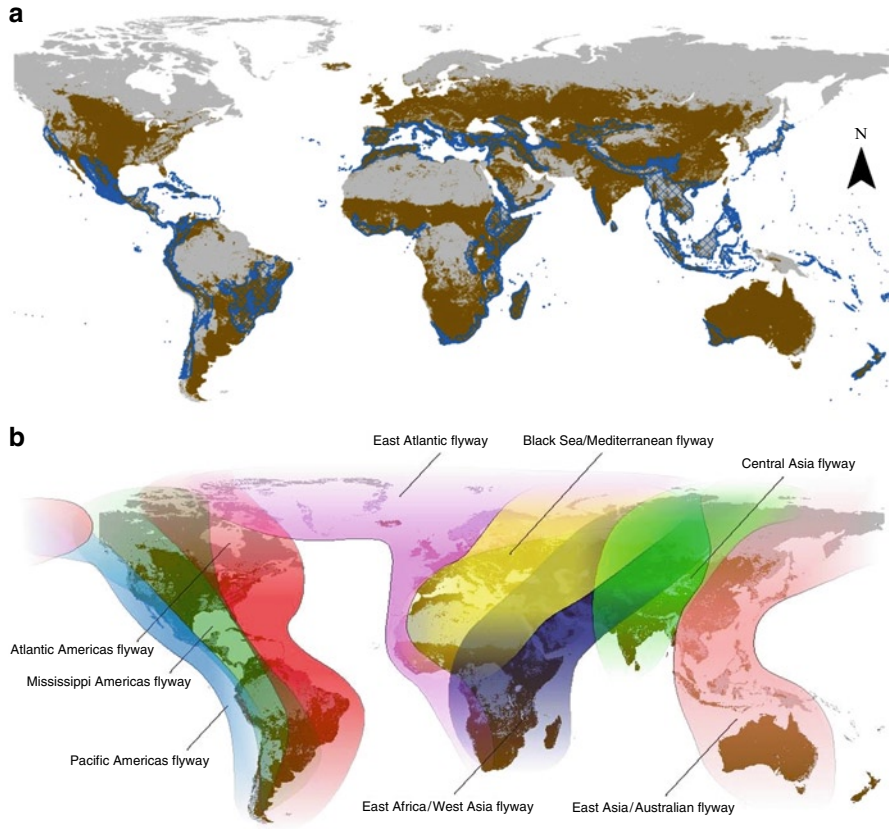 a
N
b
East Atlantic flyway
Black Sea/Mediterranean flyway
Central Asia flyway
Atlantic Americas flyway
Mississippi Americas flyway
Pacific Americas flyway
East Africa/West Asia flyway
East Asia/Australian flyway